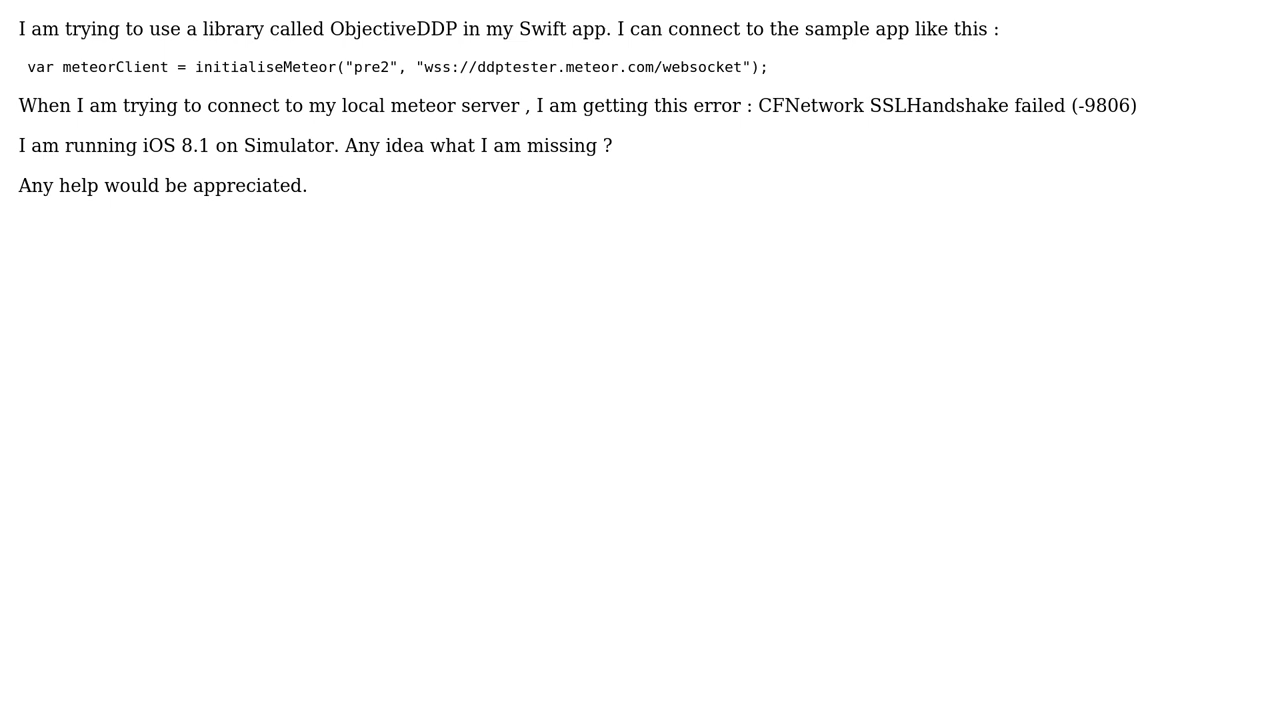 I am trying to use a library called ObjectiveDDP in my Swift app. I can connect to the sample app like this :
var meteorClient = initialiseMeteor("pre2", "wss://ddptester.meteor.com/websocket");
When I am trying to connect to my local meteor server , I am getting this error : CFNetwork SSLHandshake failed (-9806)
I am running iOS 8.1 on Simulator. Any idea what I am missing ?
Any help would be appreciated.